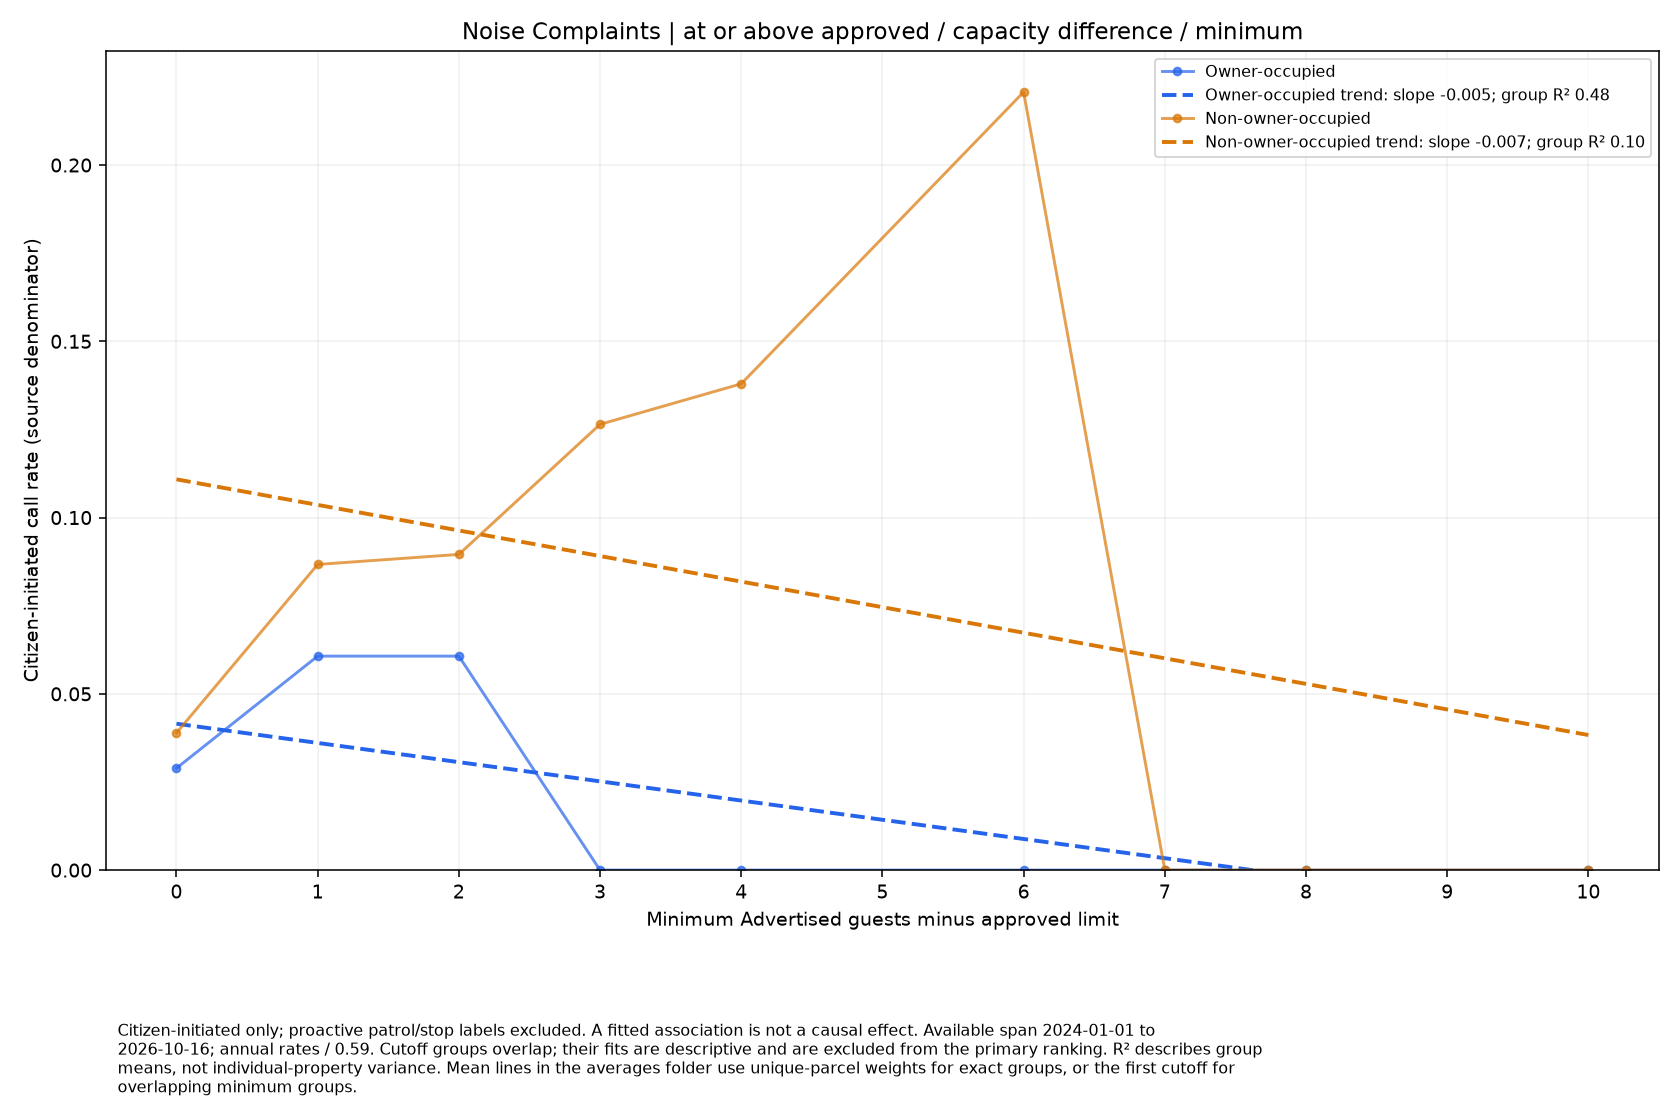 Noise Complaints | at or above approved / capacity difference / minimum
Owner-occupied
Owner-occupied trend: slope -0.005; group R² 0.48
Non-owner-occupied
Non-owner-occupied trend: slope -0.007; group R² 0.10
Citizen-initiated call rate (source denominator)
0.20
0.15
0.10
0.05
0.00
0 1 2 3 4 5 6 7 8 9 10
Minimum Advertised guests minus approved limit
Citizen-initiated only; proactive patrol/stop labels excluded. A fitted association is not a causal effect. Available span 2024-01-01 to
2026-10-16; annual rates / 0.59. Cutoff groups overlap; their fits are descriptive and are excluded from the primary ranking. R² describes group
means, not individual-property variance. Mean lines in the averages folder use unique-parcel weights for exact groups, or the first cutoff for
overlapping minimum groups.